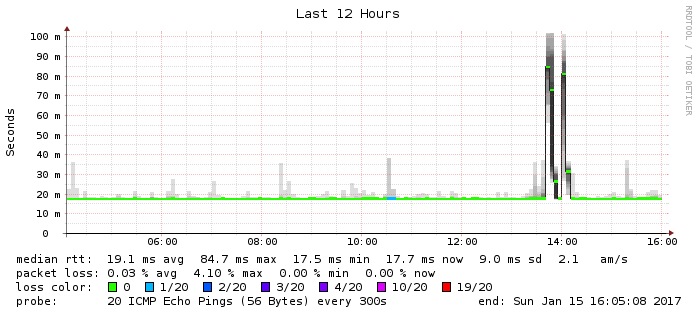 Last 12 Hours
RRDTOOL / TOBI OETIKER
Seconds
100 m
90 m
80 m
70 m
60 m
50 m
40 m
30 m
20 m
10 m
0
06:00 08:00 10:00 12:00 14:00 16:00
median rtt: 19.1 ms avg 84.7 ms max 17.5 ms min 17.7 ms now 9.0 ms sd 2.1 am/s
packet loss: 0.03 % avg 4.10 % max 0.00 % min 0.00 % now
loss color: 0 1/20 2/20 3/20 4/20 10/20 19/20
probe: 20 ICMP Echo Pings (56 Bytes) every 300s end: Sun Jan 15 16:05:08 2017